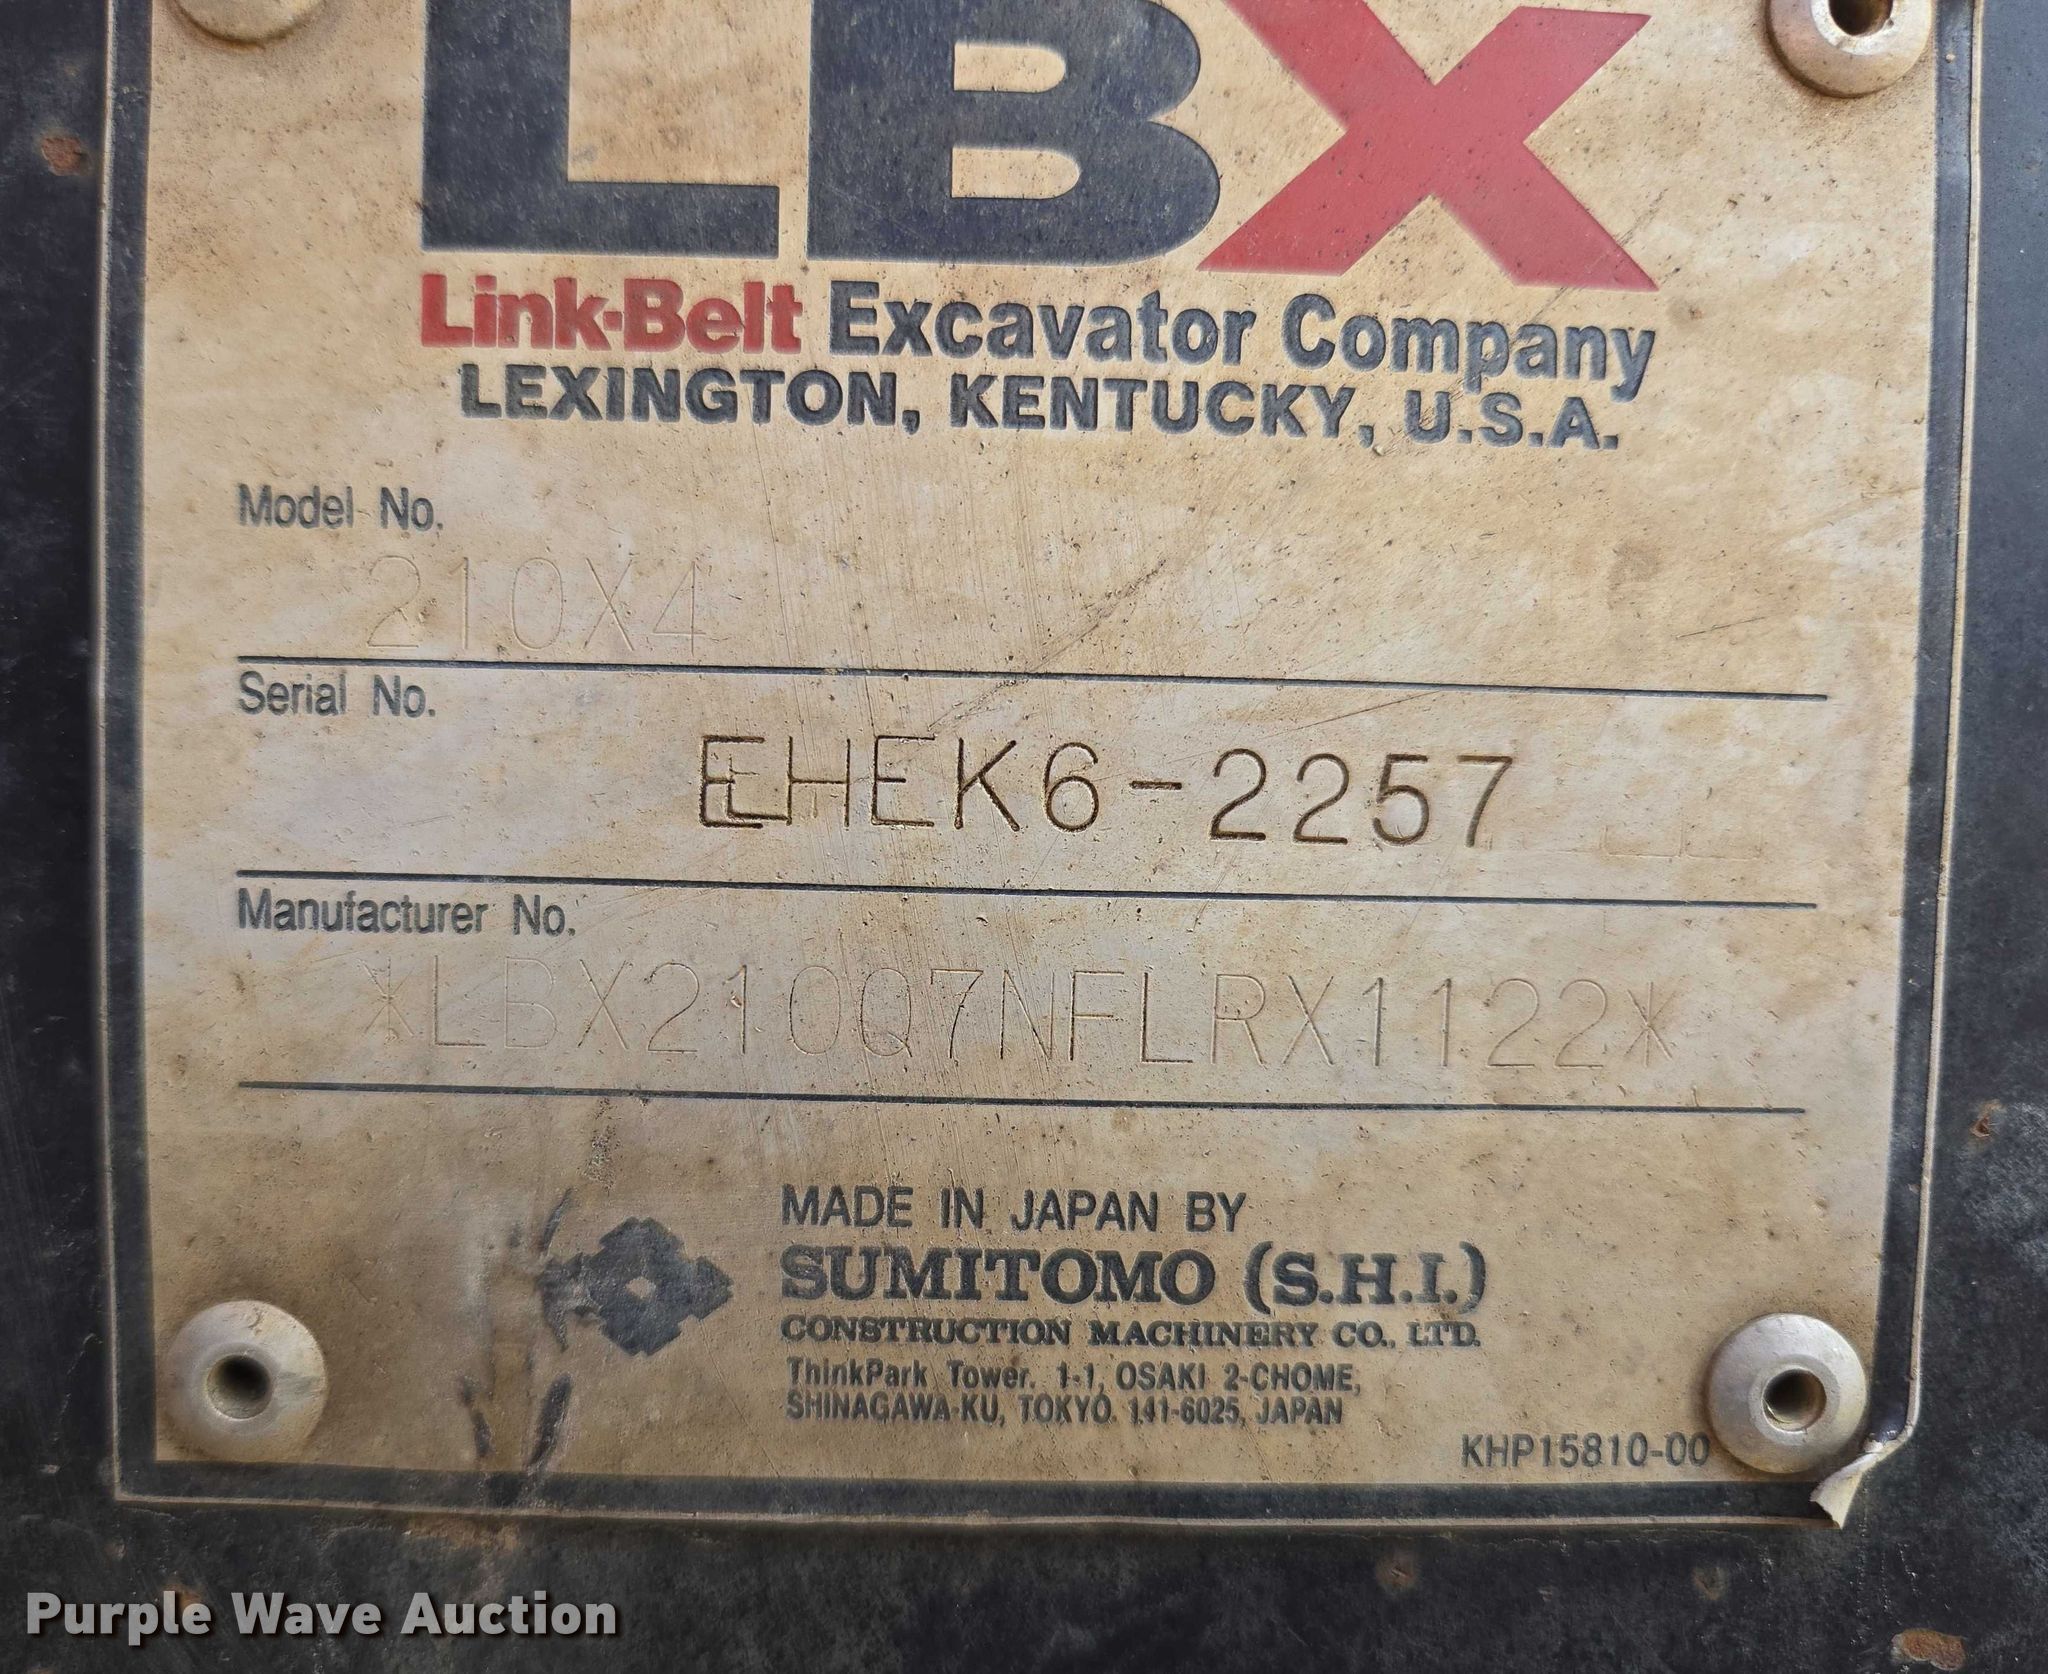 LBX
Link-Belt Excavator Company
LEXINGTON, KENTUCKY, U.S.A.
Model No.
210X4
Serial No.
EHEK6-2257
Manufacturer No.
*LBX210Q7NFLRX1122*
MADE IN JAPAN BY
SUMITOMO (S.H.I.)
CONSTRUCTION MACHINERY CO., LTD.
ThinkPark Tower. 1-1, OSAKI 2-CHOME,
SHINAGAWA-KU, TOKYO. 141-6025, JAPAN
KHP15810-00
Purple Wave Auction